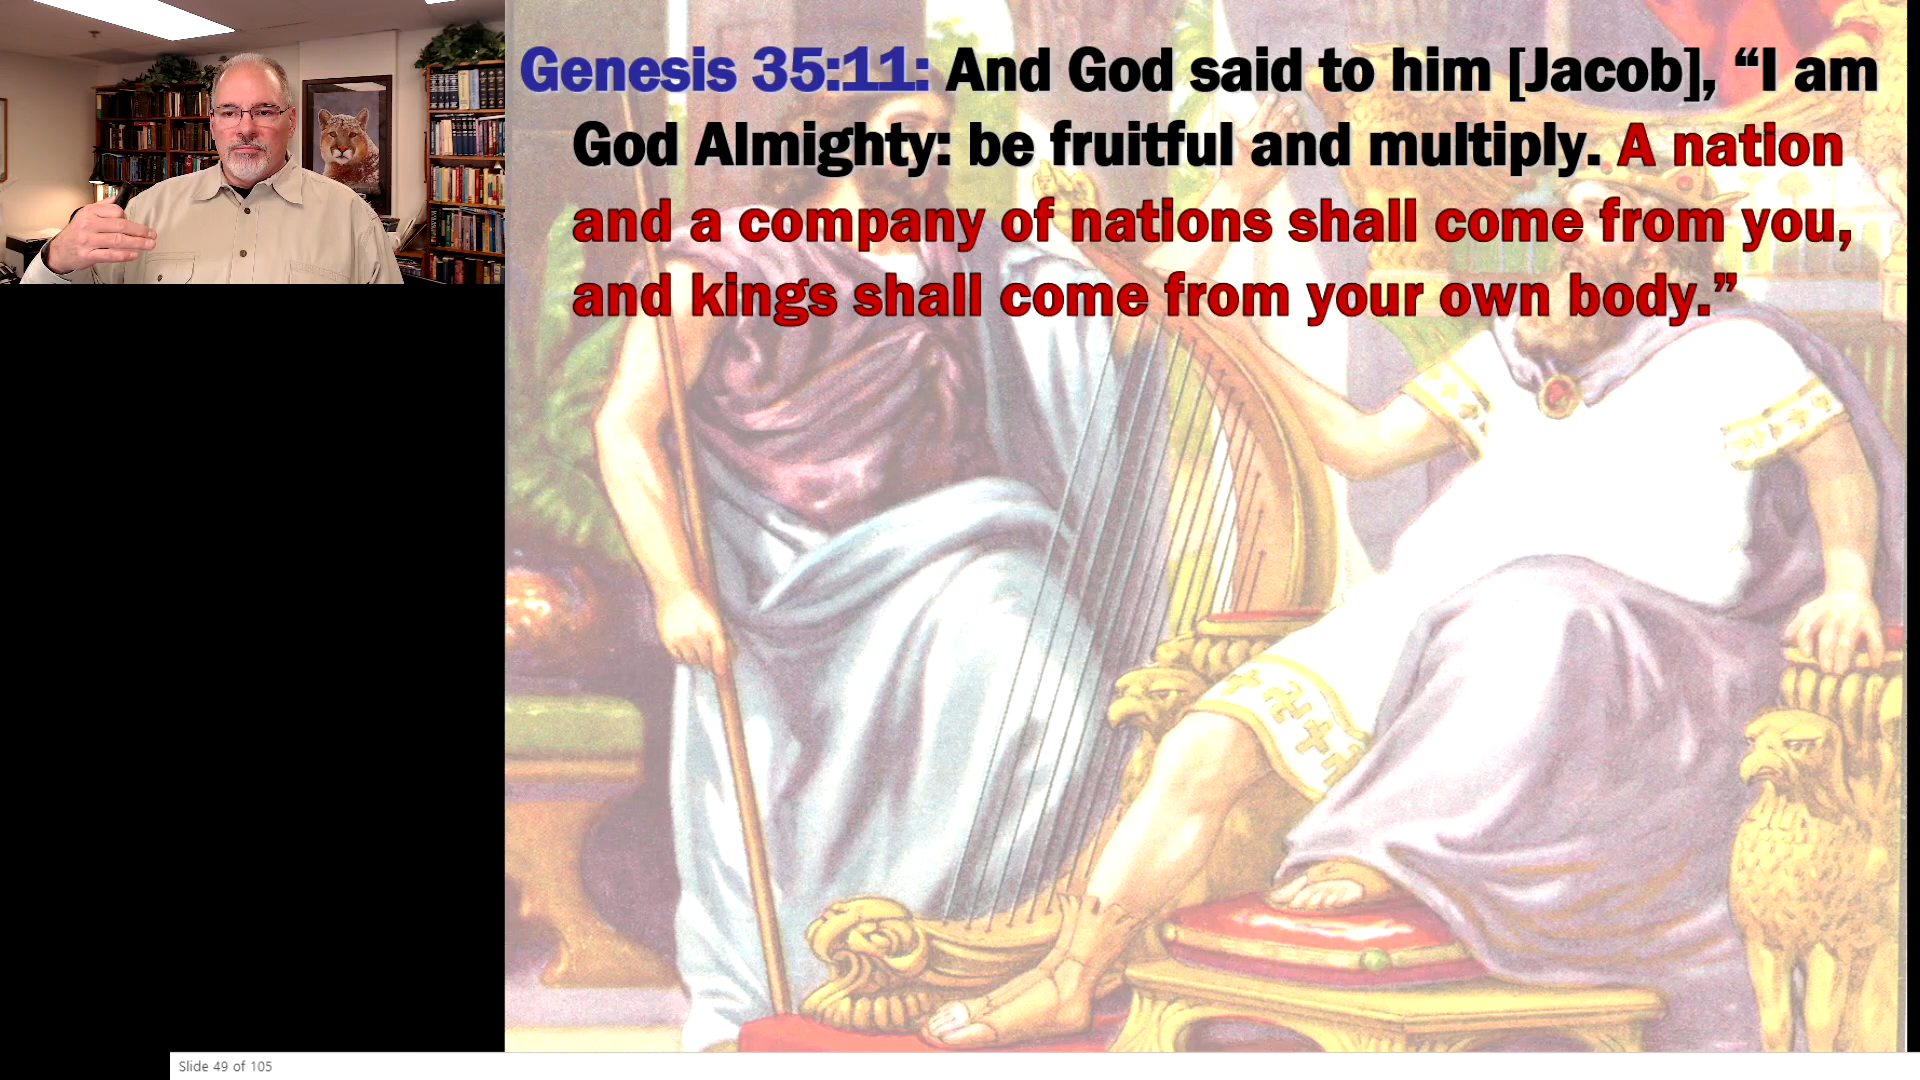 Genesis 35:11: And God said to him [Jacob], “I am
God Almighty: be fruitful and multiply. A nation
and a company of nations shall come from you,
and kings shall come from your own body.”
Slide 49 of 105